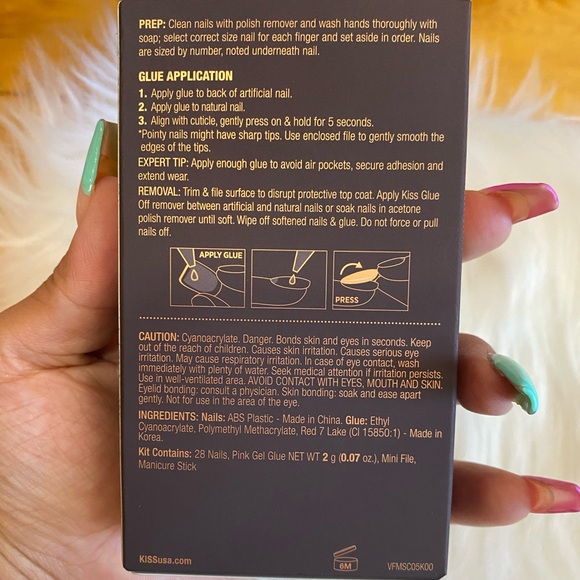 PREP: Clean nails with polish remover and wash hands thoroughly with
soap; select correct size nail for each finger and set aside in order. Nails
are sized by number, noted underneath nail.
GLUE APPLICATION
1. Apply glue to back of artificial nail.
2. Apply glue to natural nail.
3. Align with cuticle, gently press on & hold for 5 seconds.
*Pointy nails might have sharp tips. Use enclosed file to gently smooth the
edges of the tips.
EXPERT TIP: Apply enough glue to avoid air pockets, secure adhesion and
extend wear.
REMOVAL: Trim & file surface to disrupt protective top coat. Apply Kiss Glue
Off remover between artificial and natural nails or soak nails in acetone
polish remover until soft. Wipe off softened nails & glue. Do not force or pull
nails off.
APPLY GLUE
PRESS
CAUTION: Cyanoacrylate. Danger. Bonds skin and eyes in seconds. Keep
out of the reach of children. Causes skin irritation. Causes serious eye
irritation. May cause respiratory irritation. In case of eye contact, wash
immediately with plenty of water. Seek medical attention if irritation persists.
Use in well-ventilated area. AVOID CONTACT WITH EYES, MOUTH AND SKIN.
Eyelid bonding: consult a physician. Skin bonding: soak and ease apart
gently. Not for use in the area of the eye.
INGREDIENTS: Nails: ABS Plastic - Made in China. Glue: Ethyl
Cyanoacrylate, Polymethyl Methacrylate, Red 7 Lake (CI 15850:1) - Made in
Korea.
Kit Contains: 28 Nails, Pink Gel Glue NET WT 2 g (0.07 oz.), Mini File,
Manicure Stick
KISSusa.com
6M
VFMSC05K00